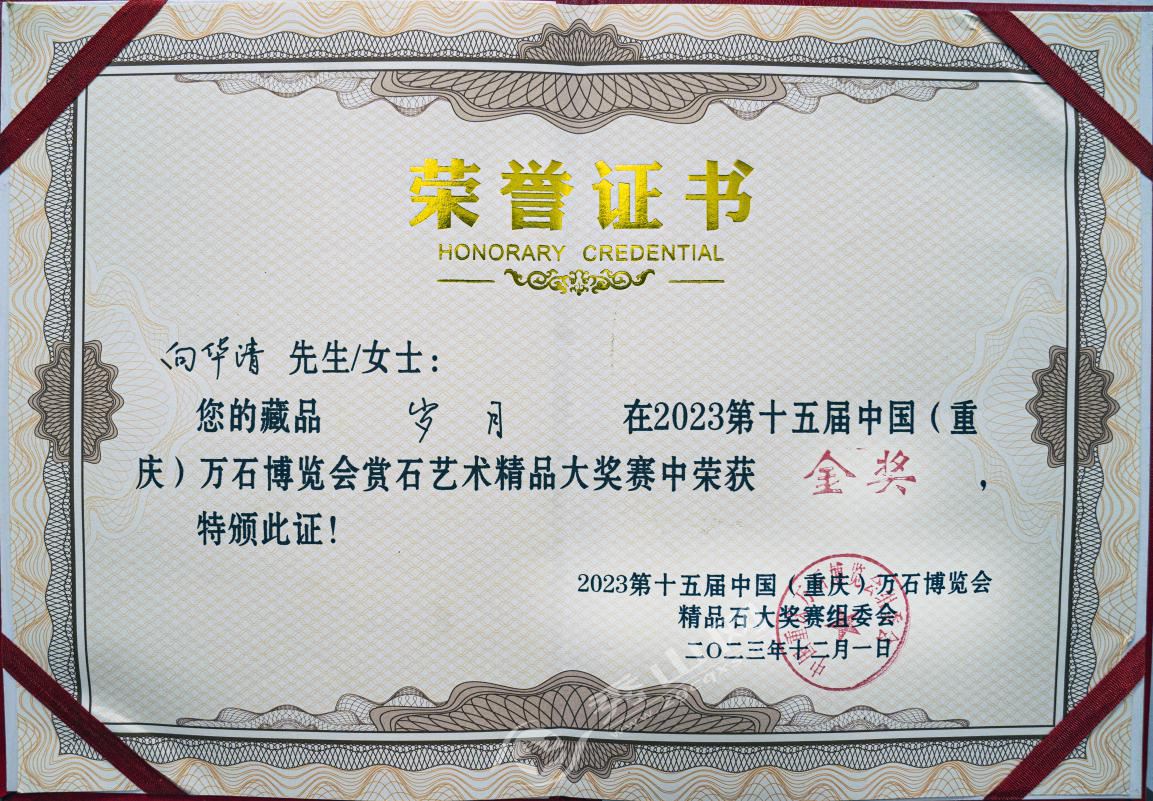 荣誉证书
HONORARY CREDENTIAL
向华清 先生/女士：
您的藏品 岁月 在2023第十五届中国（重
庆）万石博览会赏石艺术精品大奖赛中荣获 金奖 ，
特颁此证！
2023第十五届中国（重庆）万石博览会
精品石大奖赛组委会
二〇二三年十二月一日